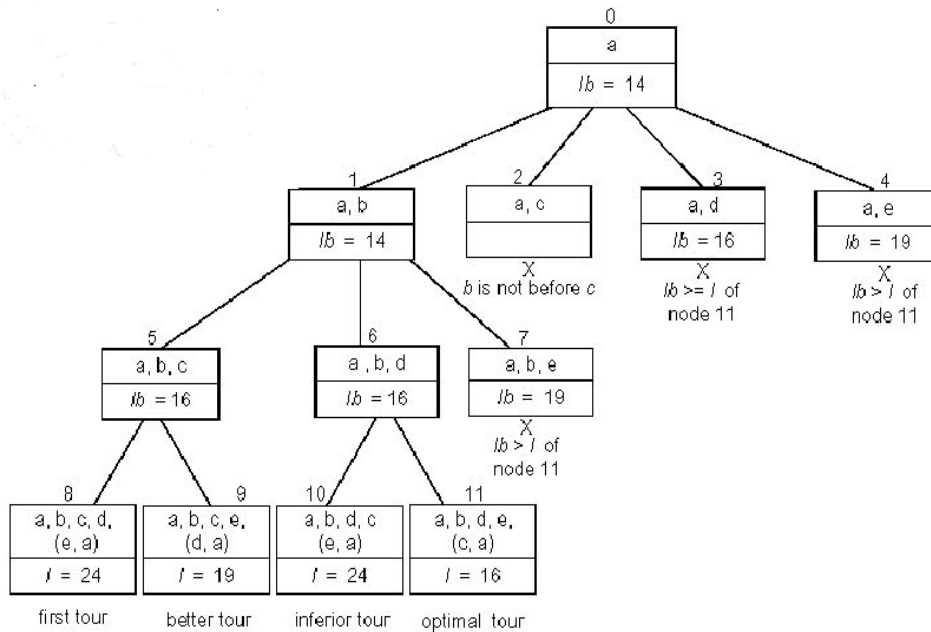 0
a
lb = 14
1
a, b
lb = 14
2
a, c
X
b is not before c
3
a, d
lb = 16
X
lb >= l of
node 11
4
a, e
lb = 19
X
lb > l of
node 11
5
a, b, c
lb = 16
6
a , b, d
lb = 16
7
a, b, e
lb = 19
X
lb > l of
node 11
8
a, b, c, d,
(e, a)
l = 24
first tour
9
a, b, c, e,
(d, a)
l = 19
better tour
10
a, b, d, c
(e, a)
l = 24
inferior tour
11
a, b, d, e,
(c, a)
l = 16
optimal tour